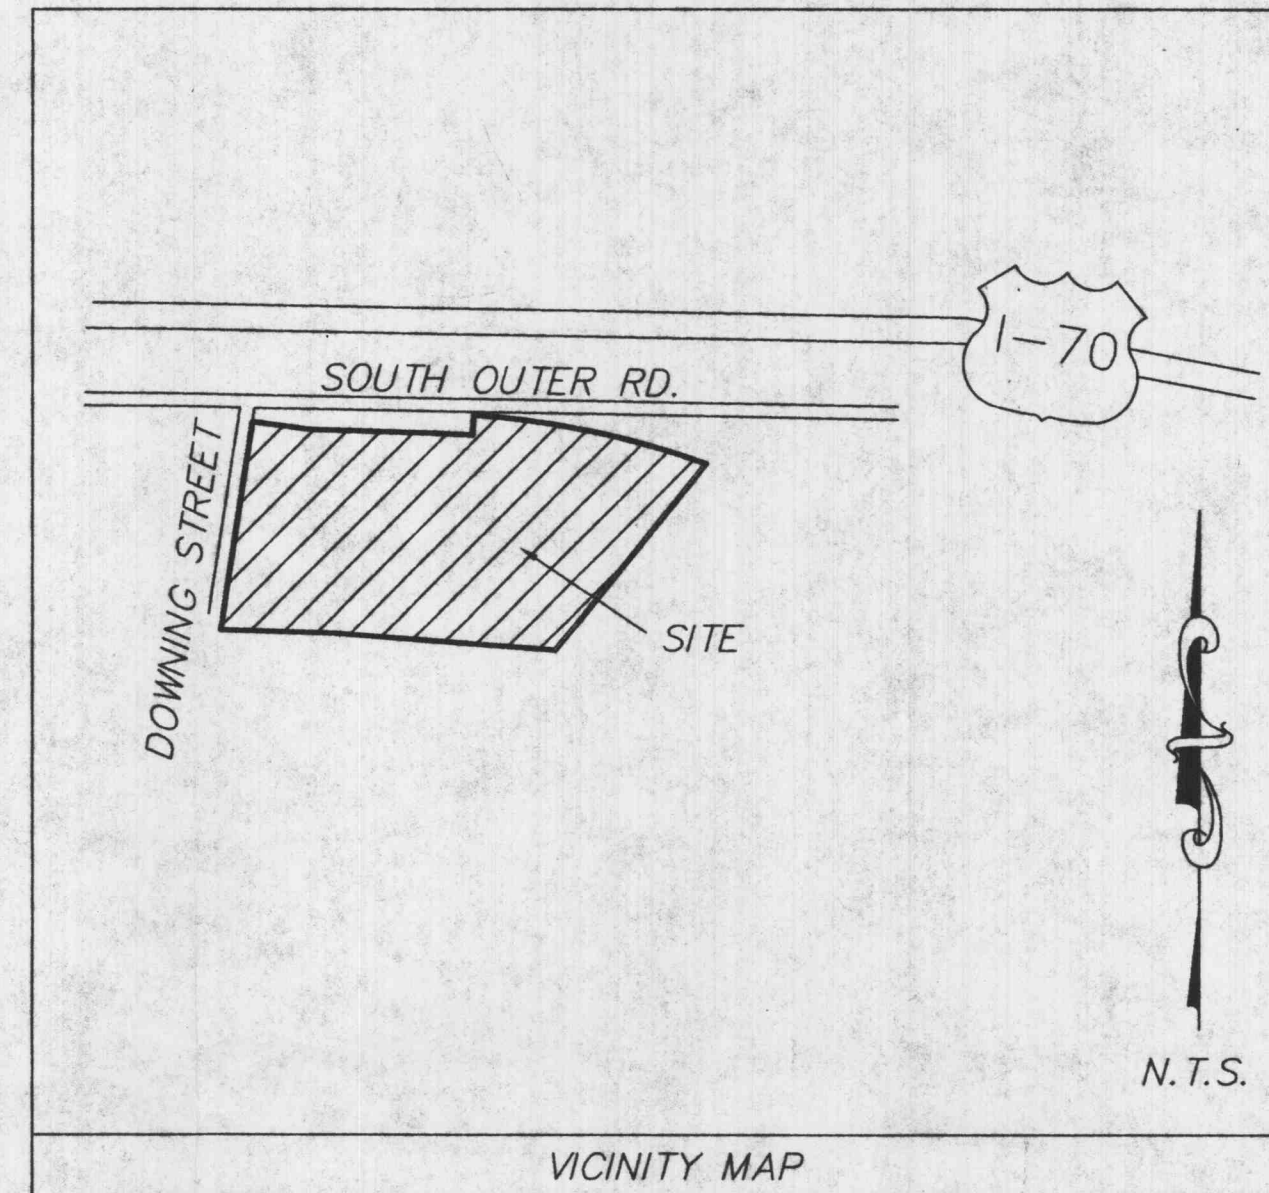 I-70
SOUTH OUTER RD.
DOWNING STREET
SITE
N.T.S.
VICINITY MAP